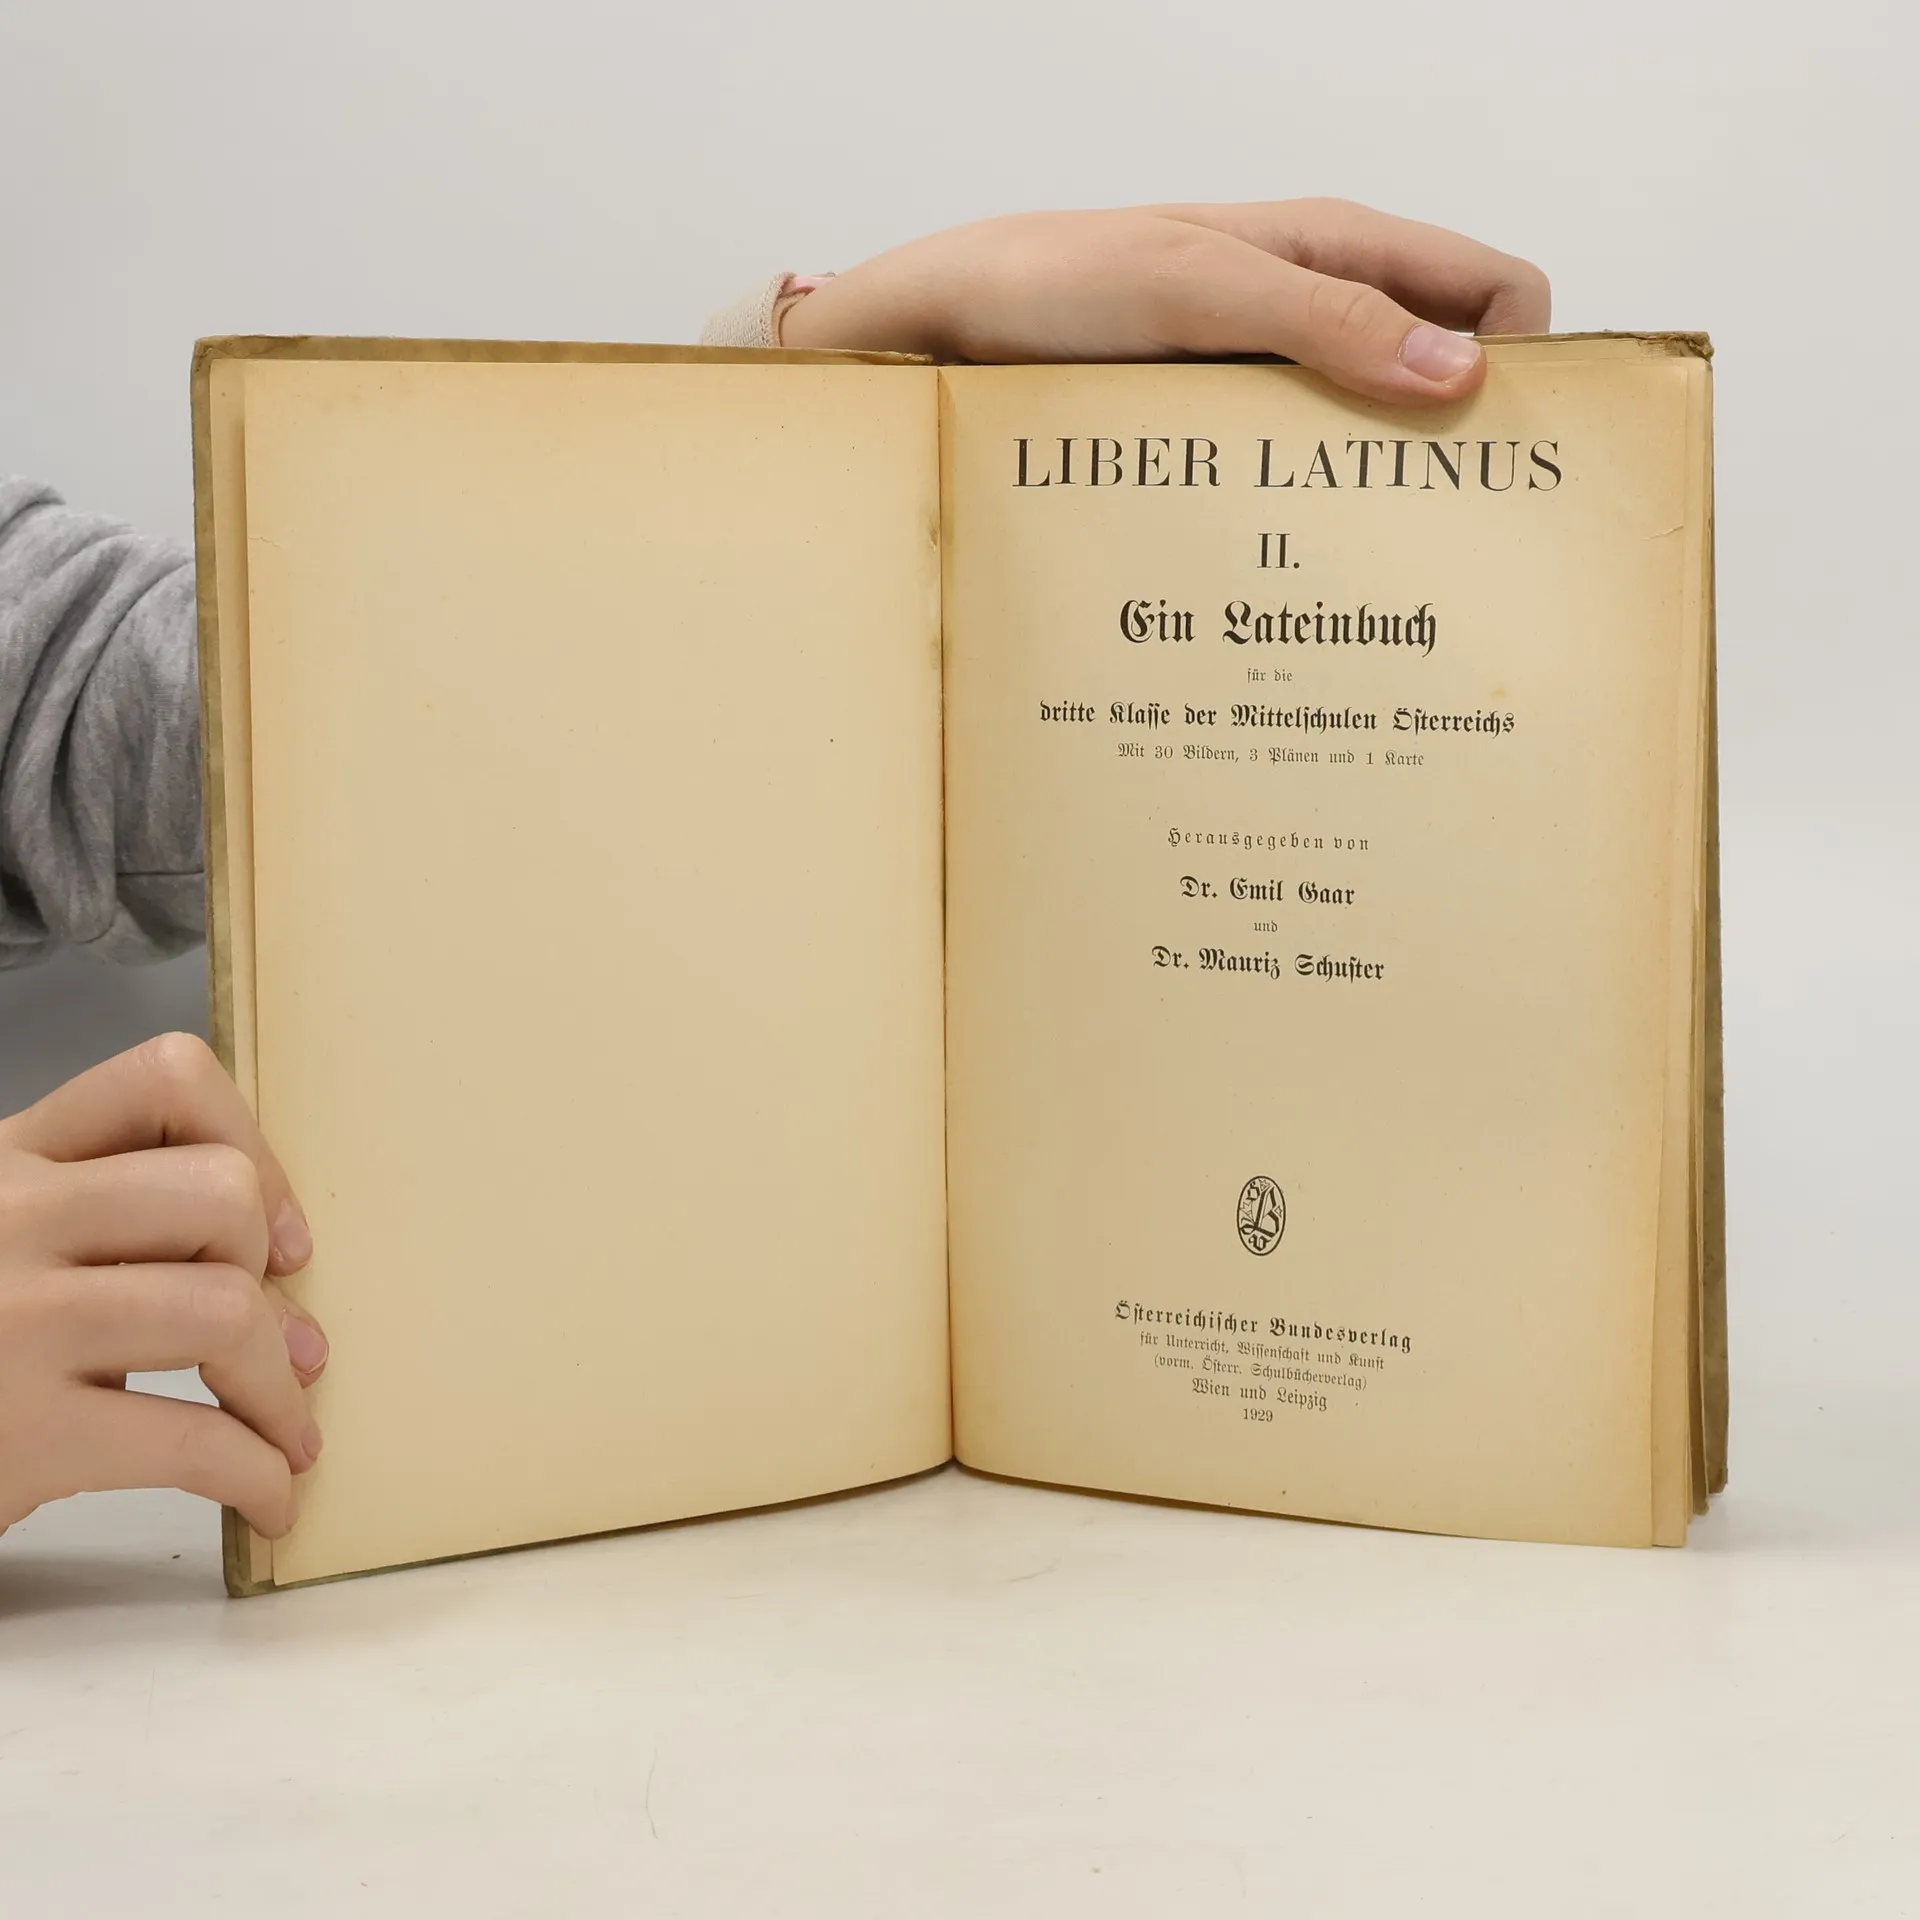 LIBER LATINUS
II.
Ein Lateinbuch
für die
dritte Klasse der Mittelschulen Österreichs
Mit 30 Bildern, 3 Plänen und 1 Karte
Herausgegeben von
Dr. Emil Gaar
und
Dr. Mauriz Schuster
Ö B V
Österreichischer Bundesverlag
für Unterricht, Wissenschaft und Kunst
(vorm. Österr. Schulbücherverlag)
Wien und Leipzig
1929